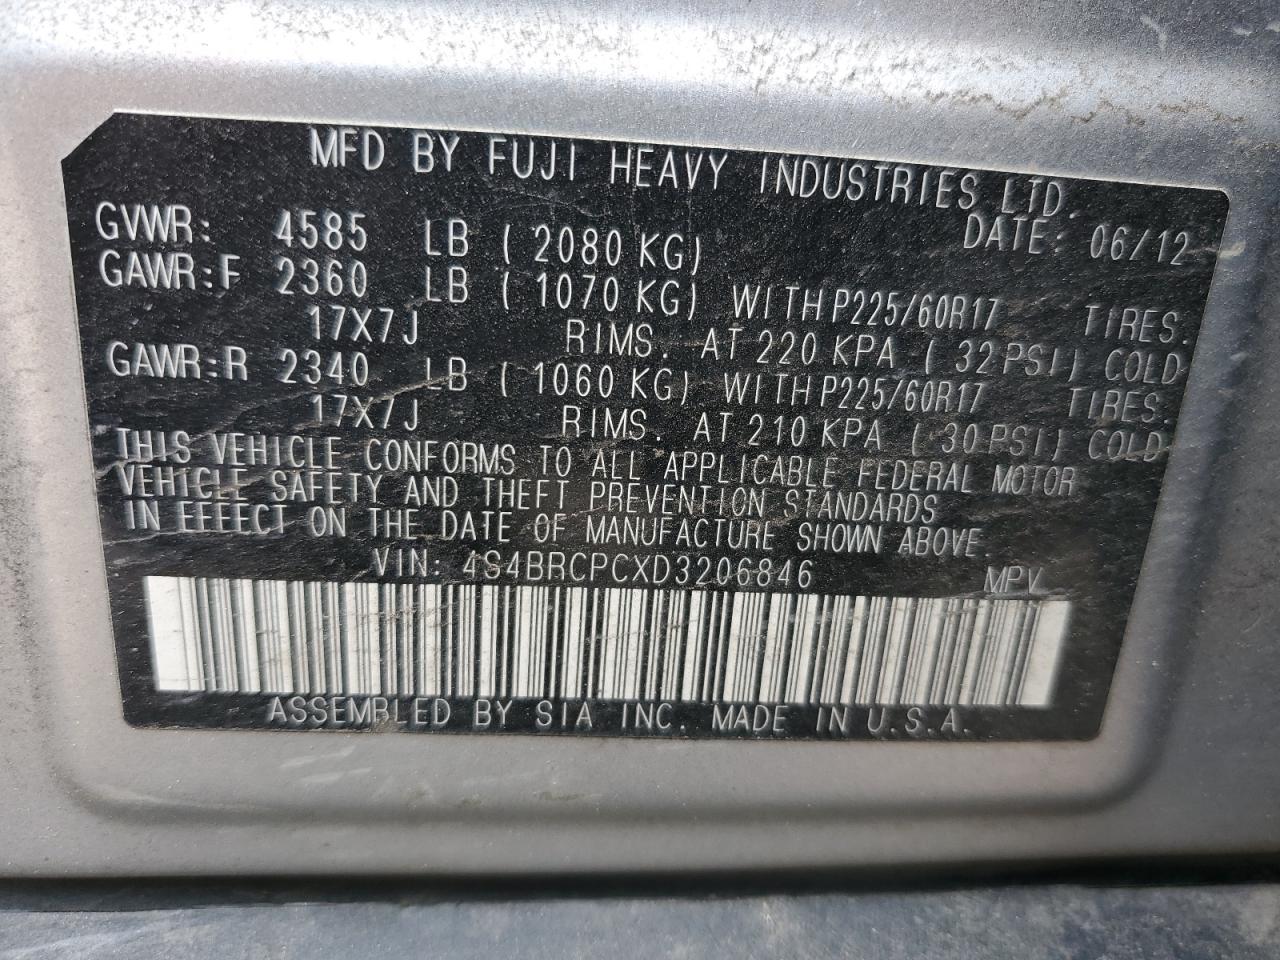 MFD BY FUJI HEAVY INDUSTRIES LTD.
DATE: 06/12
GVWR: 4585 LB ( 2080 KG)
GAWR:F 2360 LB ( 1070 KG) WITH P225/60R17 TIRES.
17X7J RIMS. AT 220 KPA ( 32 PSI) COLD
GAWR:R 2340 LB ( 1060 KG) WITH P225/60R17 TIRES.
17X7J RIMS. AT 210 KPA ( 30 PSI) COLD
THIS VEHICLE CONFORMS TO ALL APPLICABLE FEDERAL MOTOR
VEHICLE SAFETY AND THEFT PREVENTION STANDARDS
IN EFFECT ON THE DATE OF MANUFACTURE SHOWN ABOVE.
VIN: 4S4BRCPCXD3206846 MPV
ASSEMBLED BY SIA INC. MADE IN U.S.A.